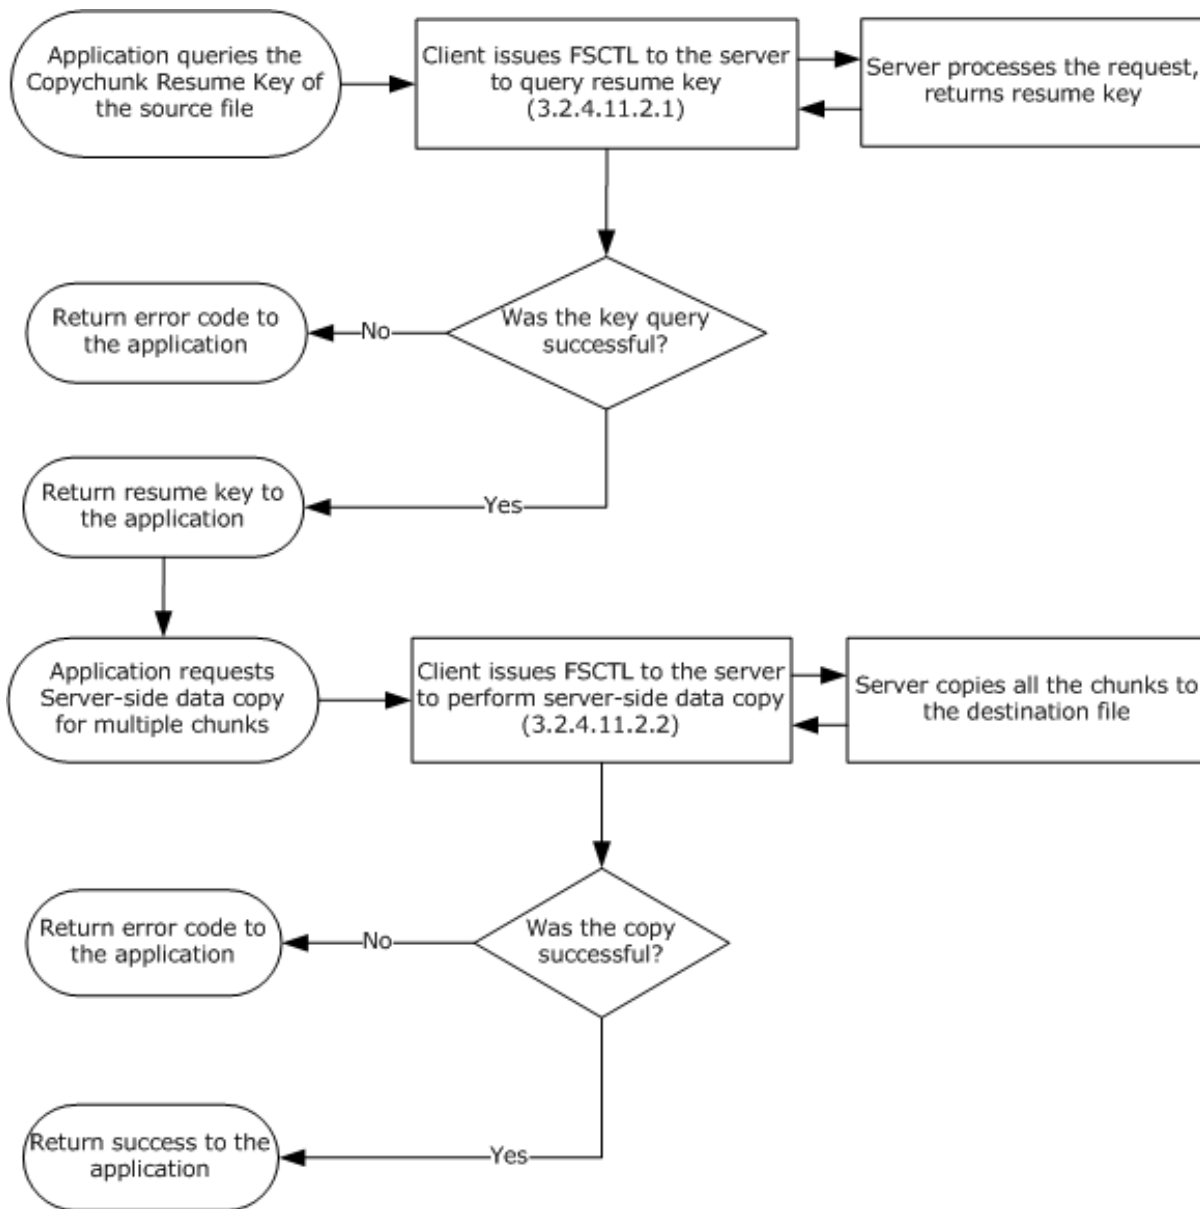 Application queries the
Copychunk Resume Key of
the source file
Client issues FSCTL to the server
to query resume key
(3.2.4.11.2.1)
Server processes the request,
returns resume key
Was the key query
successful?
No
Return error code to
the application
Yes
Return resume key to
the application
Application requests
Server-side data copy
for multiple chunks
Client issues FSCTL to the server
to perform server-side data copy
(3.2.4.11.2.2)
Server copies all the chunks to
the destination file
Was the copy
successful?
No
Return error code to
the application
Yes
Return success to the
application